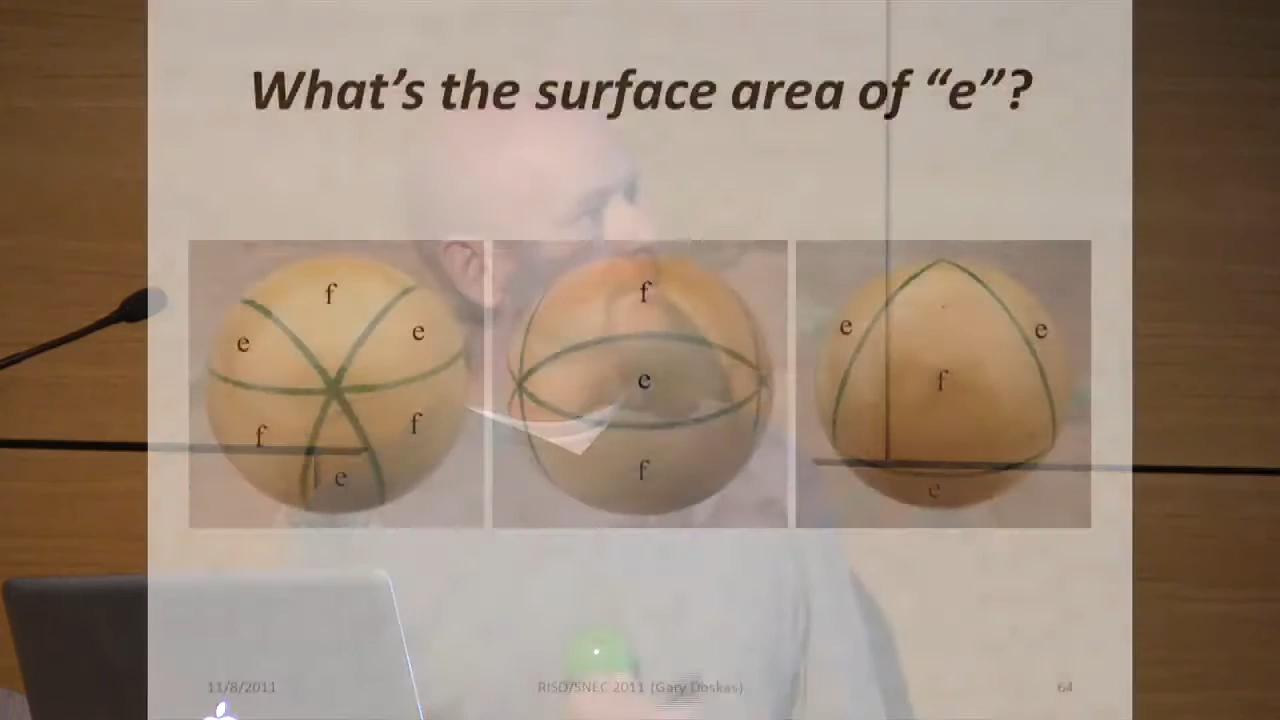 What's the surface area of “e”?
f
e
e
f
f
e
f
e
f
e
e
f
e
11/8/2011
RISD/SNEC 2011 (Gary Doskas)
64